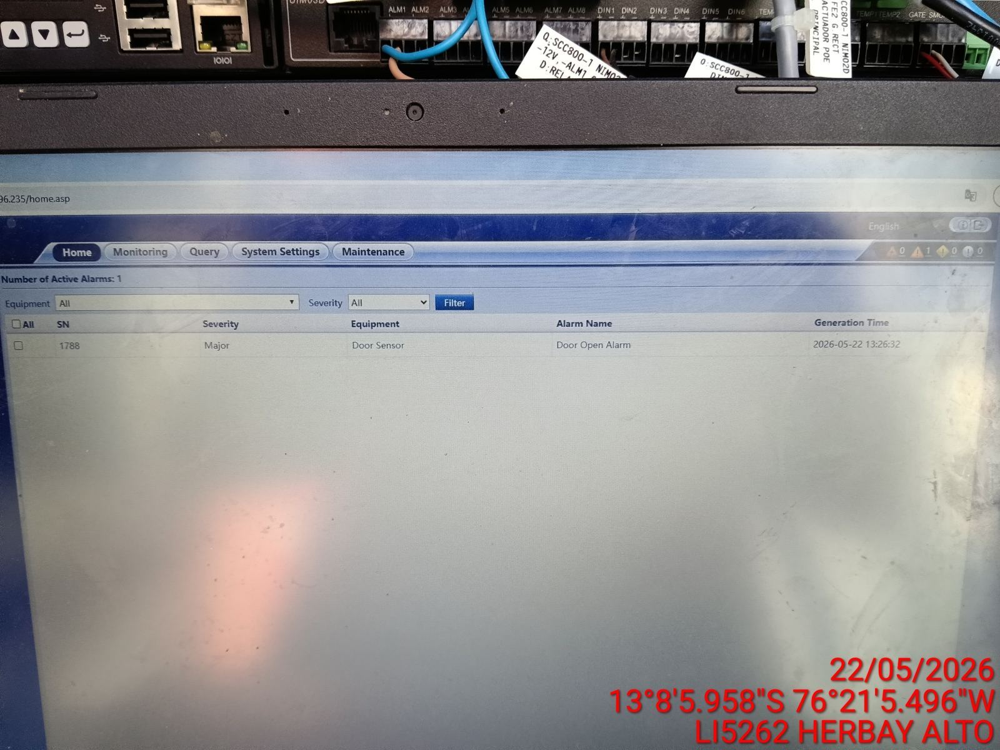 ALM1 ALM2 ALM3 ALM5 ALM6 ALM7 ALM8 DIN1 DIN2 DIN3 DIN4 DIN5 DIN6 TEMP1 TEMP2 GATE
O:SCC800-1 NIM02
-12V,-ALM1
D:RELA
O:SCC800-1
CC800-1 NIM02D
FE2 G.RECT
ACTUADOR POE
PRINCIPAL
96.235/home.asp
English
Home Monitoring Query System Settings Maintenance 0 1 0 0
Number of Active Alarms: 1
Equipment All Severity All Filter
All SN Severity Equipment Alarm Name Generation Time
1788 Major Door Sensor Door Open Alarm 2026-05-22 13:26:32
22/05/2026
13°8'5.958"S 76°21'5.496"W
LI5262 HERBAY ALTO